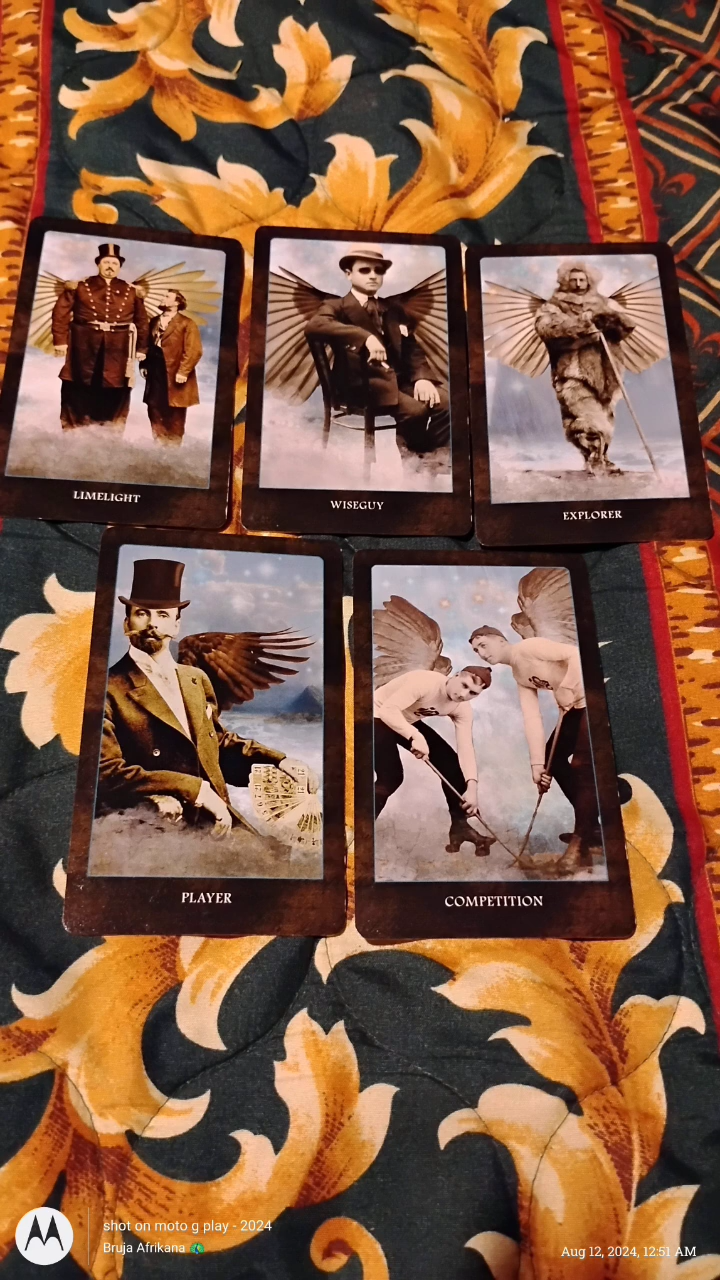 LIMELIGHT
WISEGUY
EXPLORER
PLAYER
COMPETITION
shot on moto g play - 2024
Bruja Afrikana 🦚
Aug 12, 2024, 12:51 AM